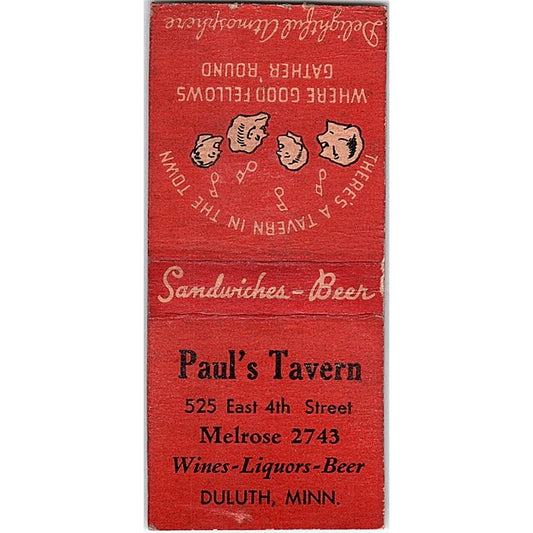 Delightful Atmosphere
WHERE GOOD FELLOWS
GATHER 'ROUND
THERE'S A TAVERN IN THE TOWN
Sandwiches - Beer
Paul's Tavern
525 East 4th Street
Melrose 2743
Wines-Liquors-Beer
DULUTH, MINN.